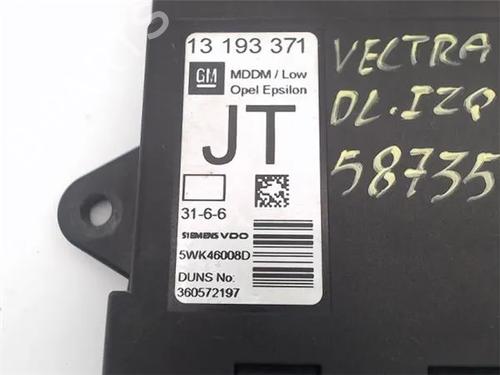 13 193 371
GM
MDDM / Low
Opel Epsilon
JT
31-6-6
SIEMENS VDO
5WK46008D
DUNS No:
360572197
VECTRA
DL.IZQ
58735